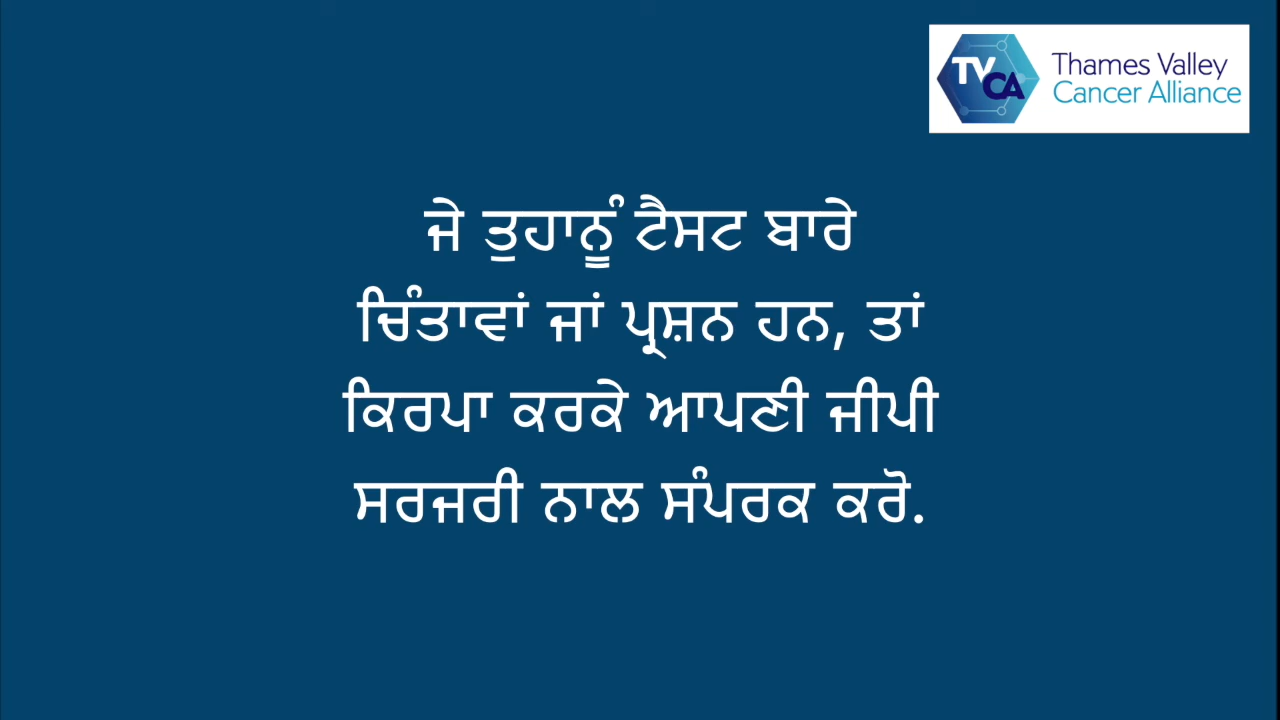 TVCA
Thames Valley
Cancer Alliance
ਜੇ ਤੁਹਾਨੂੰ ਟੈਸਟ ਬਾਰੇ
ਚਿੰਤਾਵਾਂ ਜਾਂ ਪ੍ਰਸ਼ਨ ਹਨ, ਤਾਂ
ਕਿਰਪਾ ਕਰਕੇ ਆਪਣੀ ਜੀਪੀ
ਸਰਜਰੀ ਨਾਲ ਸੰਪਰਕ ਕਰੋ.